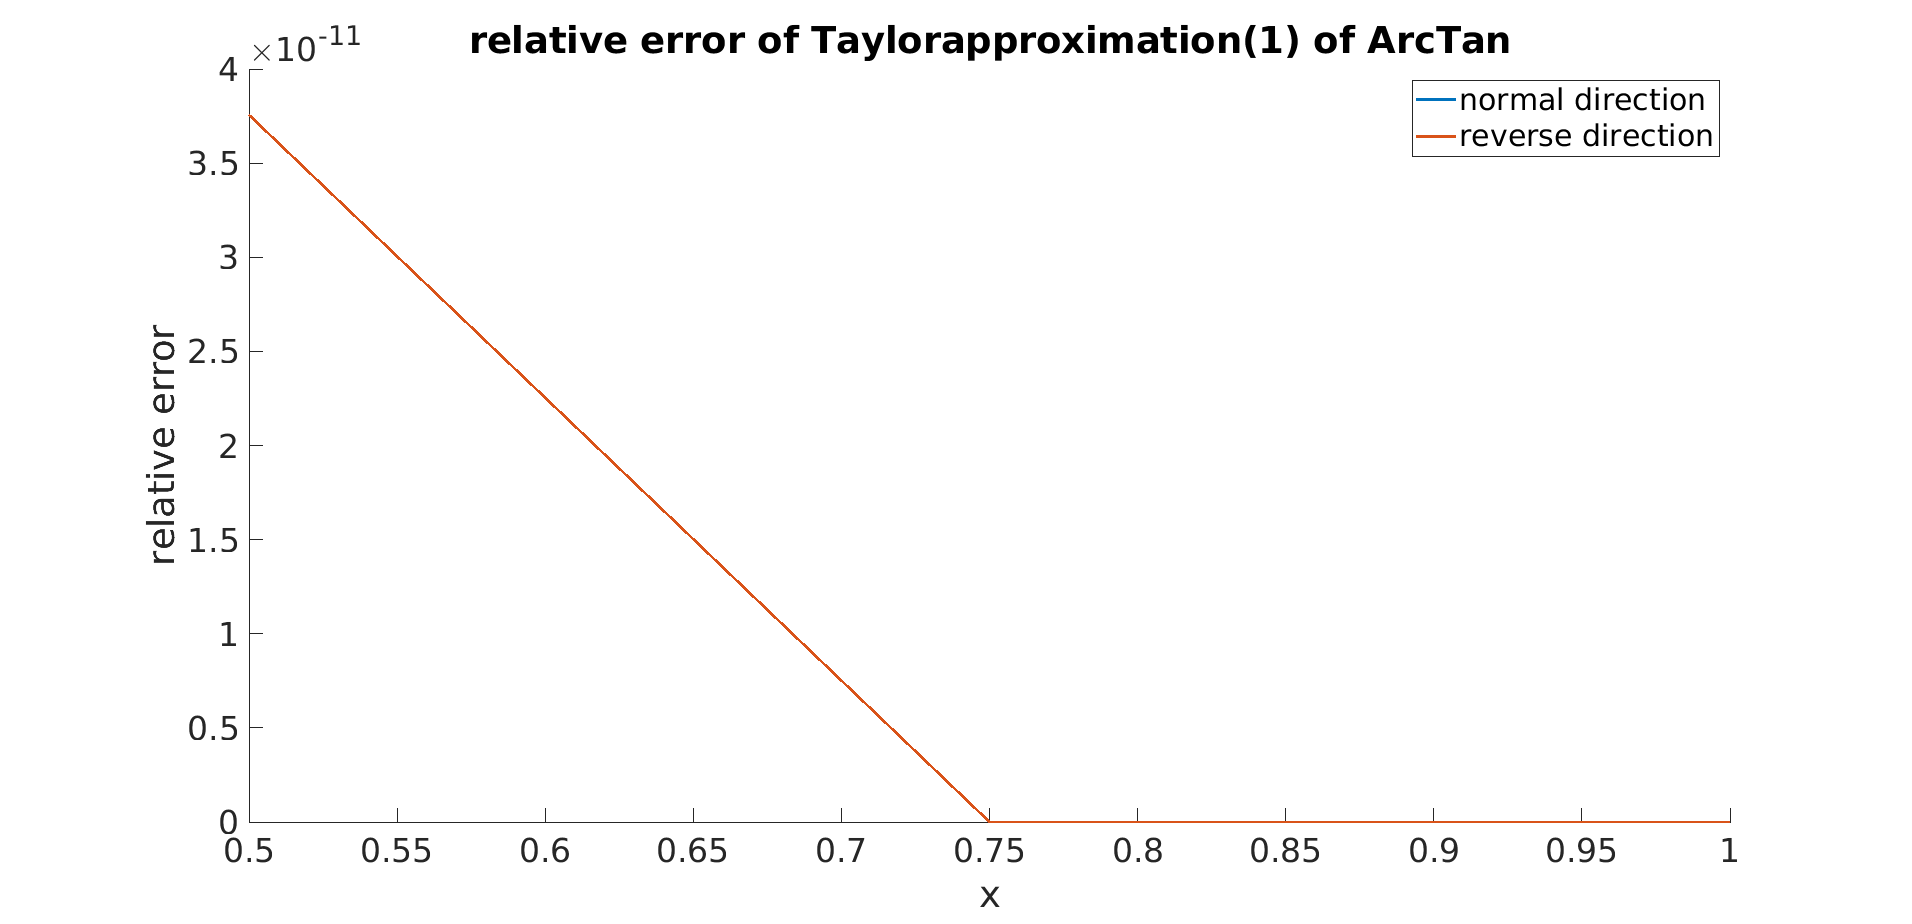 relative error of Taylorapproximation(1) of ArcTan
×10-11
4
3.5
3
2.5
2
1.5
1
0.5
0
relative error
normal direction
reverse direction
0.5 0.55 0.6 0.65 0.7 0.75 0.8 0.85 0.9 0.95 1
x